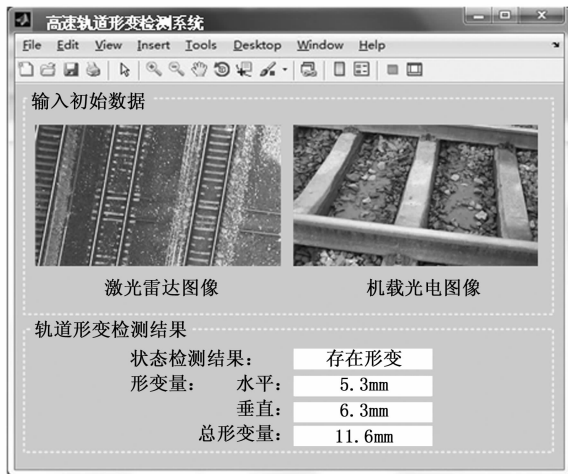 高速轨道形变检测系统
File Edit View Insert Tools Desktop Window Help
输入初始数据
激光雷达图像 机载光电图像
轨道形变检测结果
状态检测结果: 存在形变
形变量: 水平: 5.3mm
垂直: 6.3mm
总形变量: 11.6mm